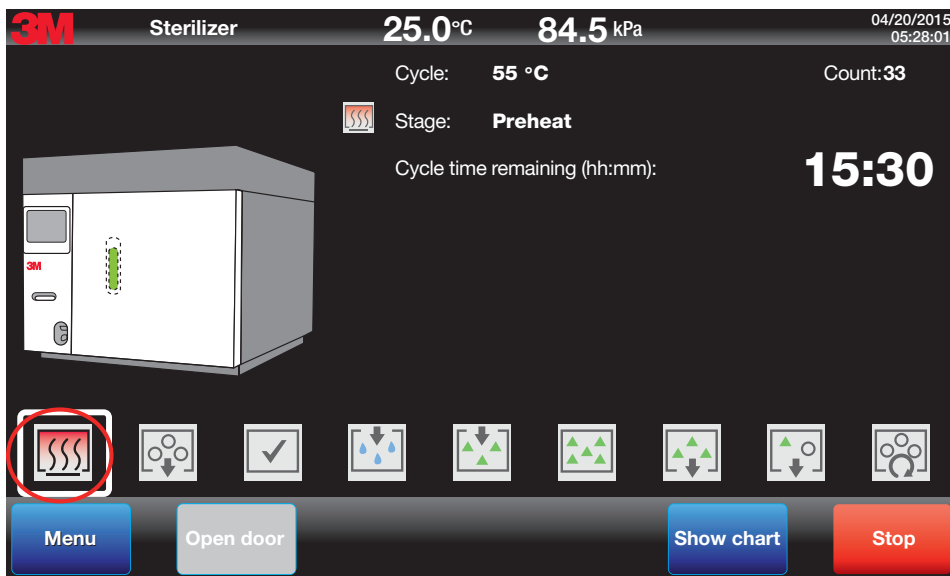 3M Sterilizer 25.0°C 84.5 kPa 04/20/2015
05:28:01
Cycle: 55 °C Count:33
Stage: Preheat
Cycle time remaining (hh:mm): 15:30
3M
Menu Open door Show chart Stop